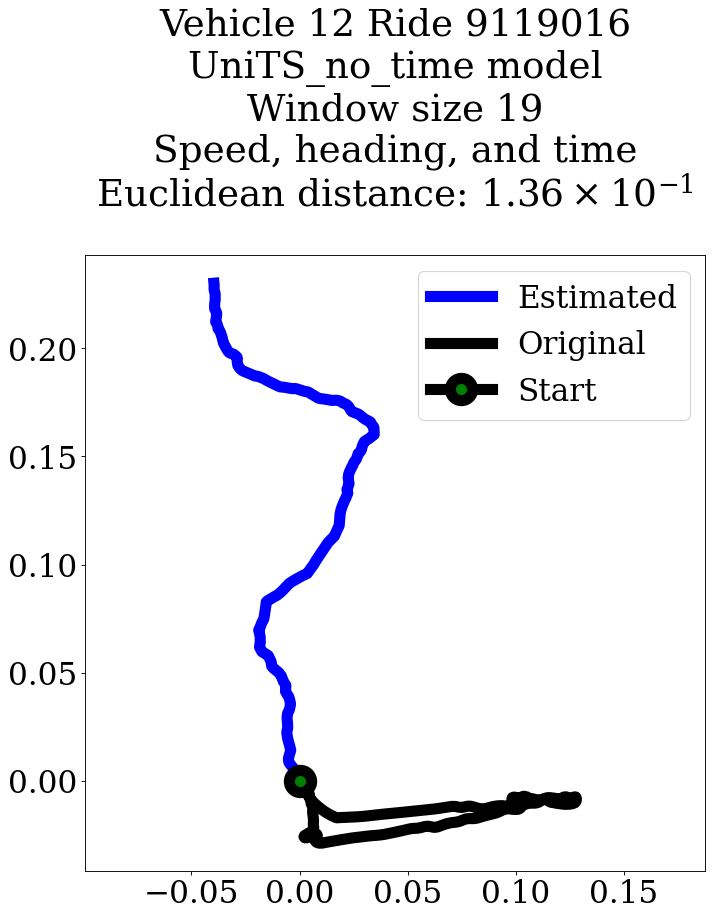 Vehicle 12 Ride 9119016
UniTS_no_time model
Window size 19
Speed, heading, and time
Euclidean distance: 1.36 × 10⁻¹
Estimated
Original
Start
0.20
0.15
0.10
0.05
0.00
−0.05 0.00 0.05 0.10 0.15